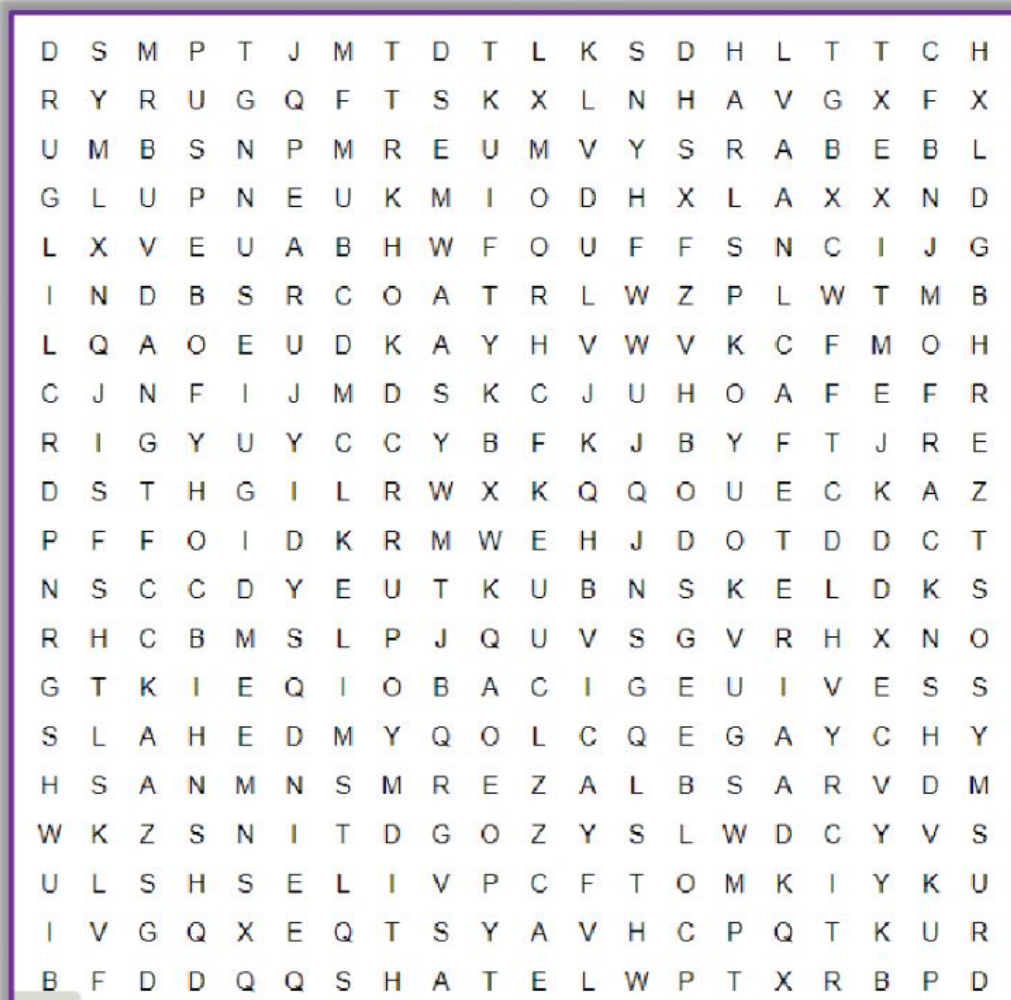 D S M P T J M T D T L K S D H L T T C H
R Y R U G Q F T S K X L N H A V G X F X
U M B S N P M R E U M V Y S R A B E B L
G L U P N E U K M I O D H X L A X X N D
L X V E U A B H W F O U F F S N C I J G
I N D B S R C O A T R L W Z P L W T M B
L Q A O E U D K A Y H V W V K C F M O H
C J N F I J M D S K C J U H O A F E F R
R I G Y U Y C C Y B F K J B Y F T J R E
D S T H G I L R W X K Q Q O U E C K A Z
P F F O I D K R M W E H J D O T D D C T
N S C C D Y E U T K U B N S K E L D K S
R H C B M S L P J Q U V S G V R H X N O
G T K I E Q I O B A C I G E U I V E S S
S L A H E D M Y Q O L C Q E G A Y C H Y
H S A N M N S M R E Z A L B S A R V D M
W K Z S N I T D G O Z Y S L W D C Y V S
U L S H S E L I V P C F T O M K I Y K U
I V G Q X E Q T S Y A V H C P Q T K U R
B F D D Q Q S H A T E L W P T X R B P D